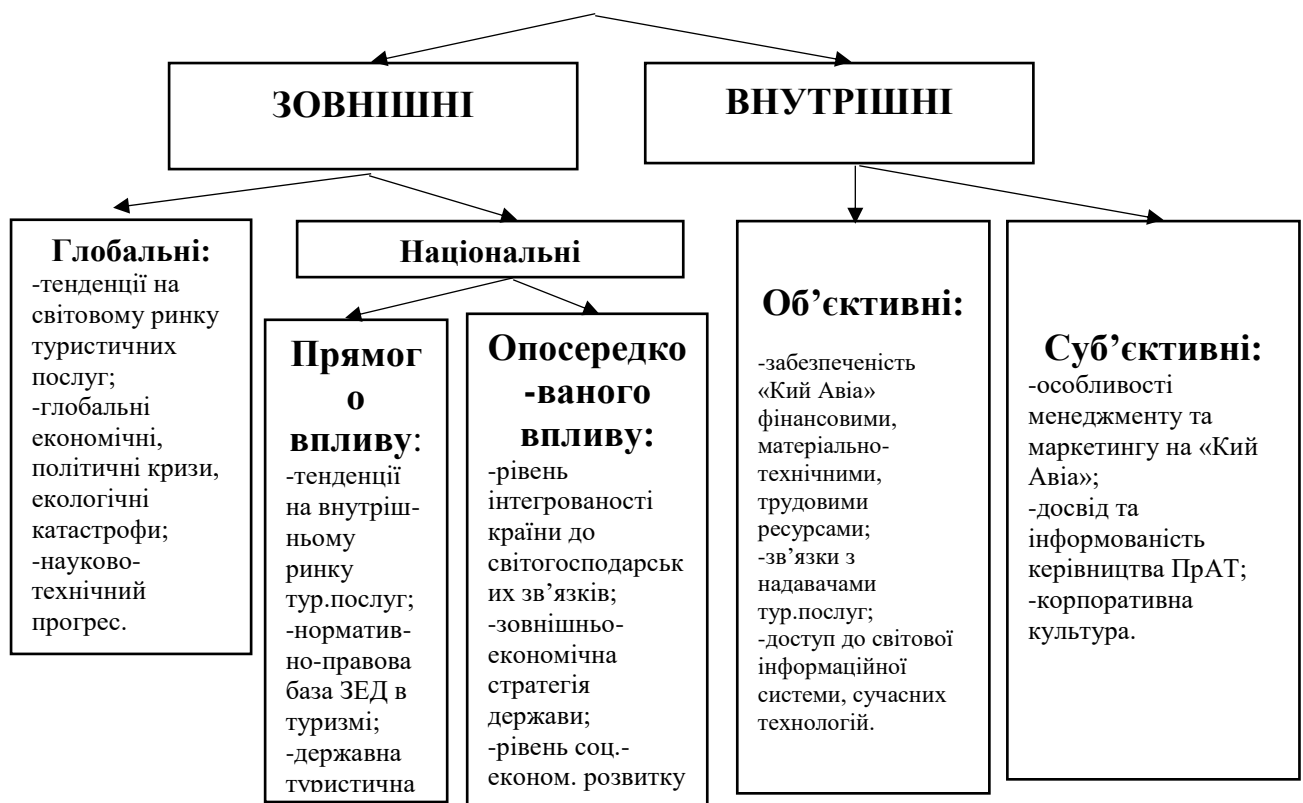 ЗОВНІШНІ
ВНУТРІШНІ
Глобальні:
-тенденції на
світовому ринку
туристичних
послуг;
-глобальні
економічні,
політичні кризи,
екологічні
катастрофи;
-науково-
технічний
прогрес.
Національні
Прямог
о
впливу:
-тенденції
на внутріш-
ньому
ринку
тур.послуг;
-норматив-
но-правова
база ЗЕД в
туризмі;
-державна
туристична
Опосередко
-ваного
впливу:
-рівень
інтегрованості
країни до
світогосподарськ
их зв’язків;
-зовнішньо-
економічна
стратегія
держави;
-рівень соц.-
економ. розвитку
Об’єктивні:
-забезпеченість
«Кий Авіа»
фінансовими,
матеріально-
технічними,
трудовими
ресурсами;
-зв’язки з
надавачами
тур.послуг;
-доступ до світової
інформаційної
системи, сучасних
технологій.
Суб’єктивні:
-особливості
менеджменту та
маркетингу на «Кий
Авіа»;
-досвід та
інформованість
керівництва ПрАТ;
-корпоративна
культура.